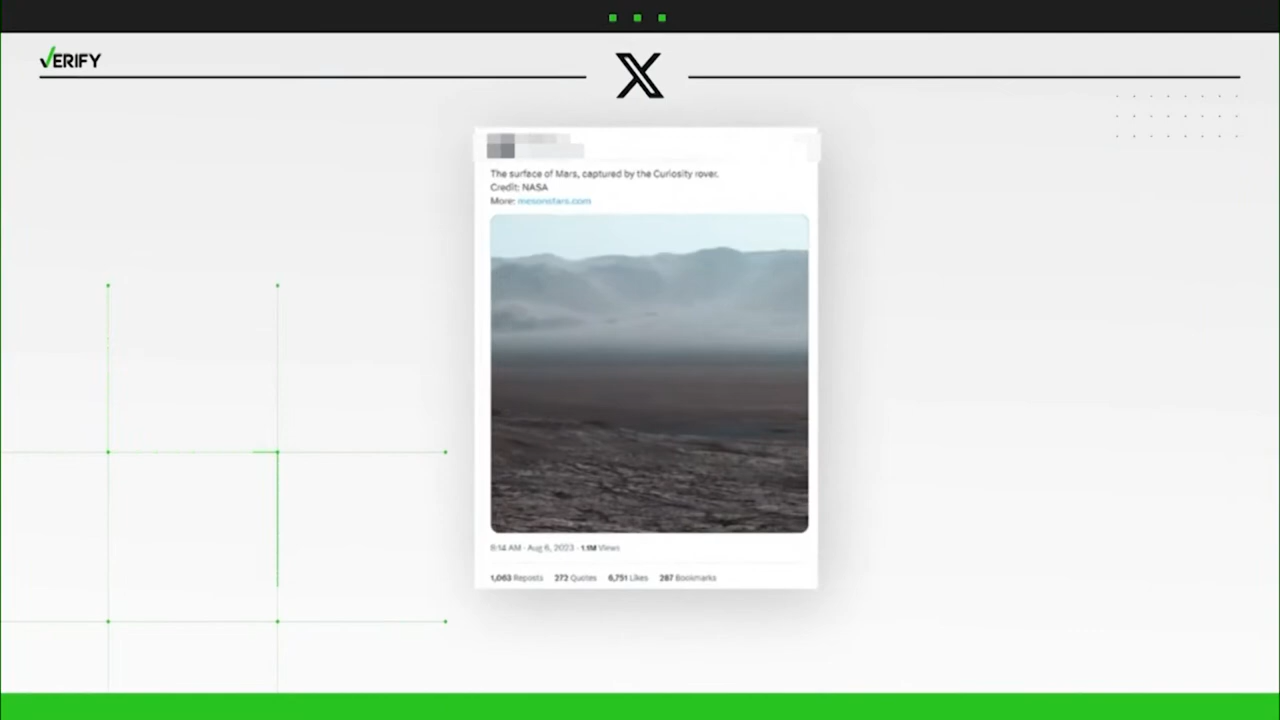 VERIFY
X
The surface of Mars, captured by the Curiosity rover.
Credit: NASA
More: mesonstars.com
9:14 AM · Aug 6, 2023 · 1.1M Views
1,063 Reposts 272 Quotes 6,751 Likes 287 Bookmarks